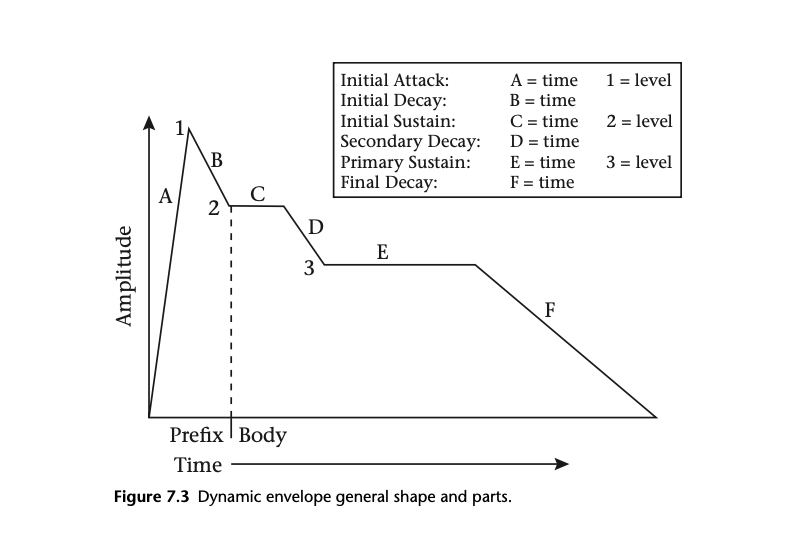 Initial Attack: A = time 1 = level
Initial Decay: B = time
Initial Sustain: C = time 2 = level
Secondary Decay: D = time
Primary Sustain: E = time 3 = level
Final Decay: F = time
1
B
A
C
2
D
E
3
F
Amplitude
Prefix Body
Time
Figure 7.3 Dynamic envelope general shape and parts.